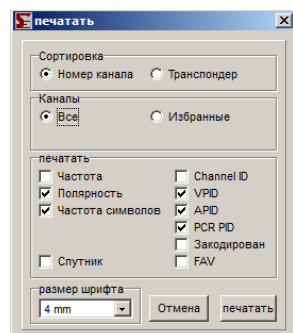 печатать
Сортировка
Номер канала Транспондер
Каналы
Все Избранные
печатать
Частота Channel ID
Полярность VPID
Частота символов APID
PCR PID
Закодирован
Спутник FAV
размер шрифта
4 mm Отмена печатать